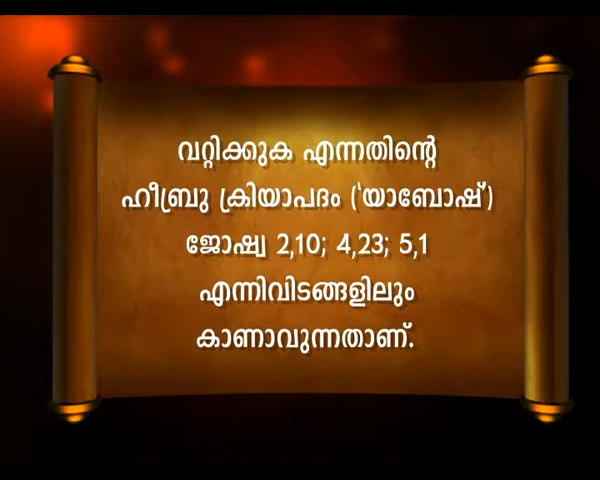 വറ്റിക്കുക എന്നതിന്റെ
ഹീബ്രു ക്രിയാപദം ('യാബോഷ്')
ജോഷ്വ 2,10; 4,23; 5,1
എന്നിവിടങ്ങളിലും
കാണാവുന്നതാണ്.